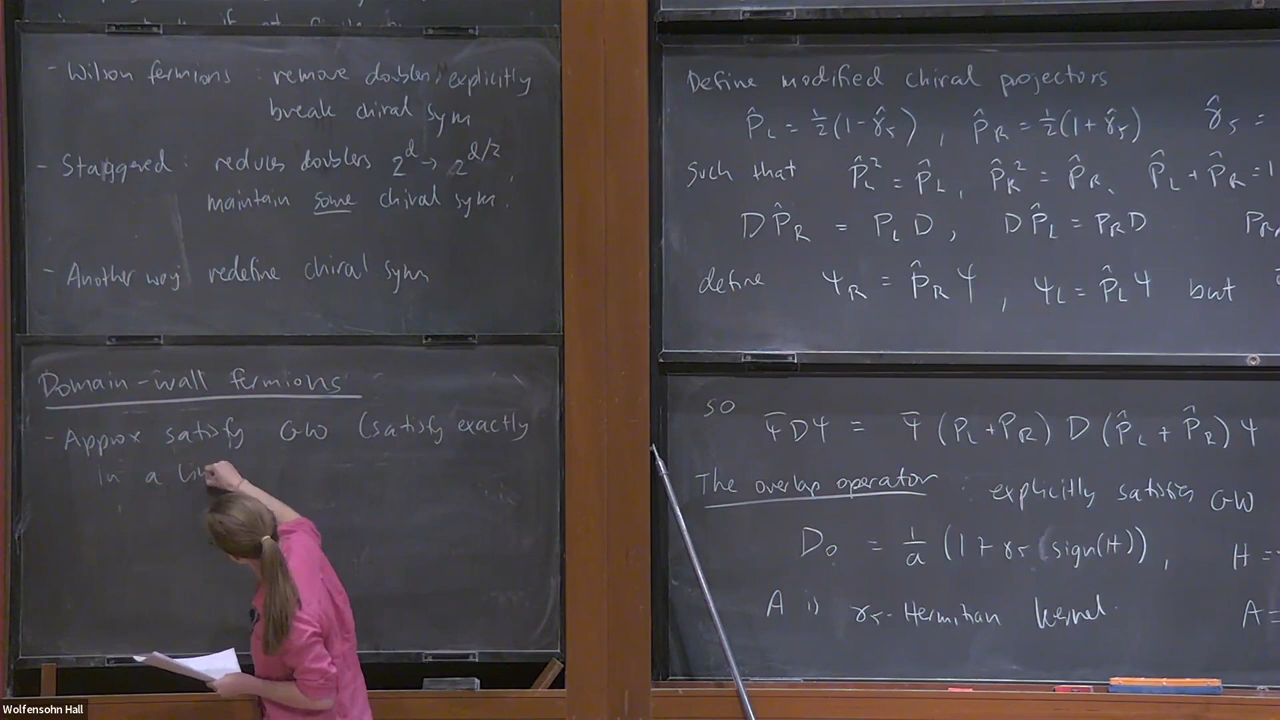 - Wilson fermions : remove doublers, explicitly
break chiral sym
- Staggered : reduces doublers 2^d → 2^{d/2},
maintain some chiral sym.
- Another way: redefine chiral sym
Domain-wall fermions
- Approx satisfy GW (satisfy exactly
in a li
Define modified chiral projectors
P̂_L = ½(1-γ̂_5) , P̂_R = ½(1+γ̂_5) γ̂_5 =
Such that P̂_L² = P̂_L, P̂_R² = P̂_R, P̂_L + P̂_R = 1
D P̂_R = P_L D , D P̂_L = P_R D P_R
define ψ_R = P̂_R ψ , ψ_L = P̂_L ψ but
so
ψ̄Dψ = ψ̄ (P_L+P_R) D (P̂_L + P̂_R) ψ
The overlap operator : explicitly satisfies GW
D_o = 1/a (1+γ_5 sign(H)) , H =
A is γ_5-Hermitian kernel. A =
Wolfensohn Hall